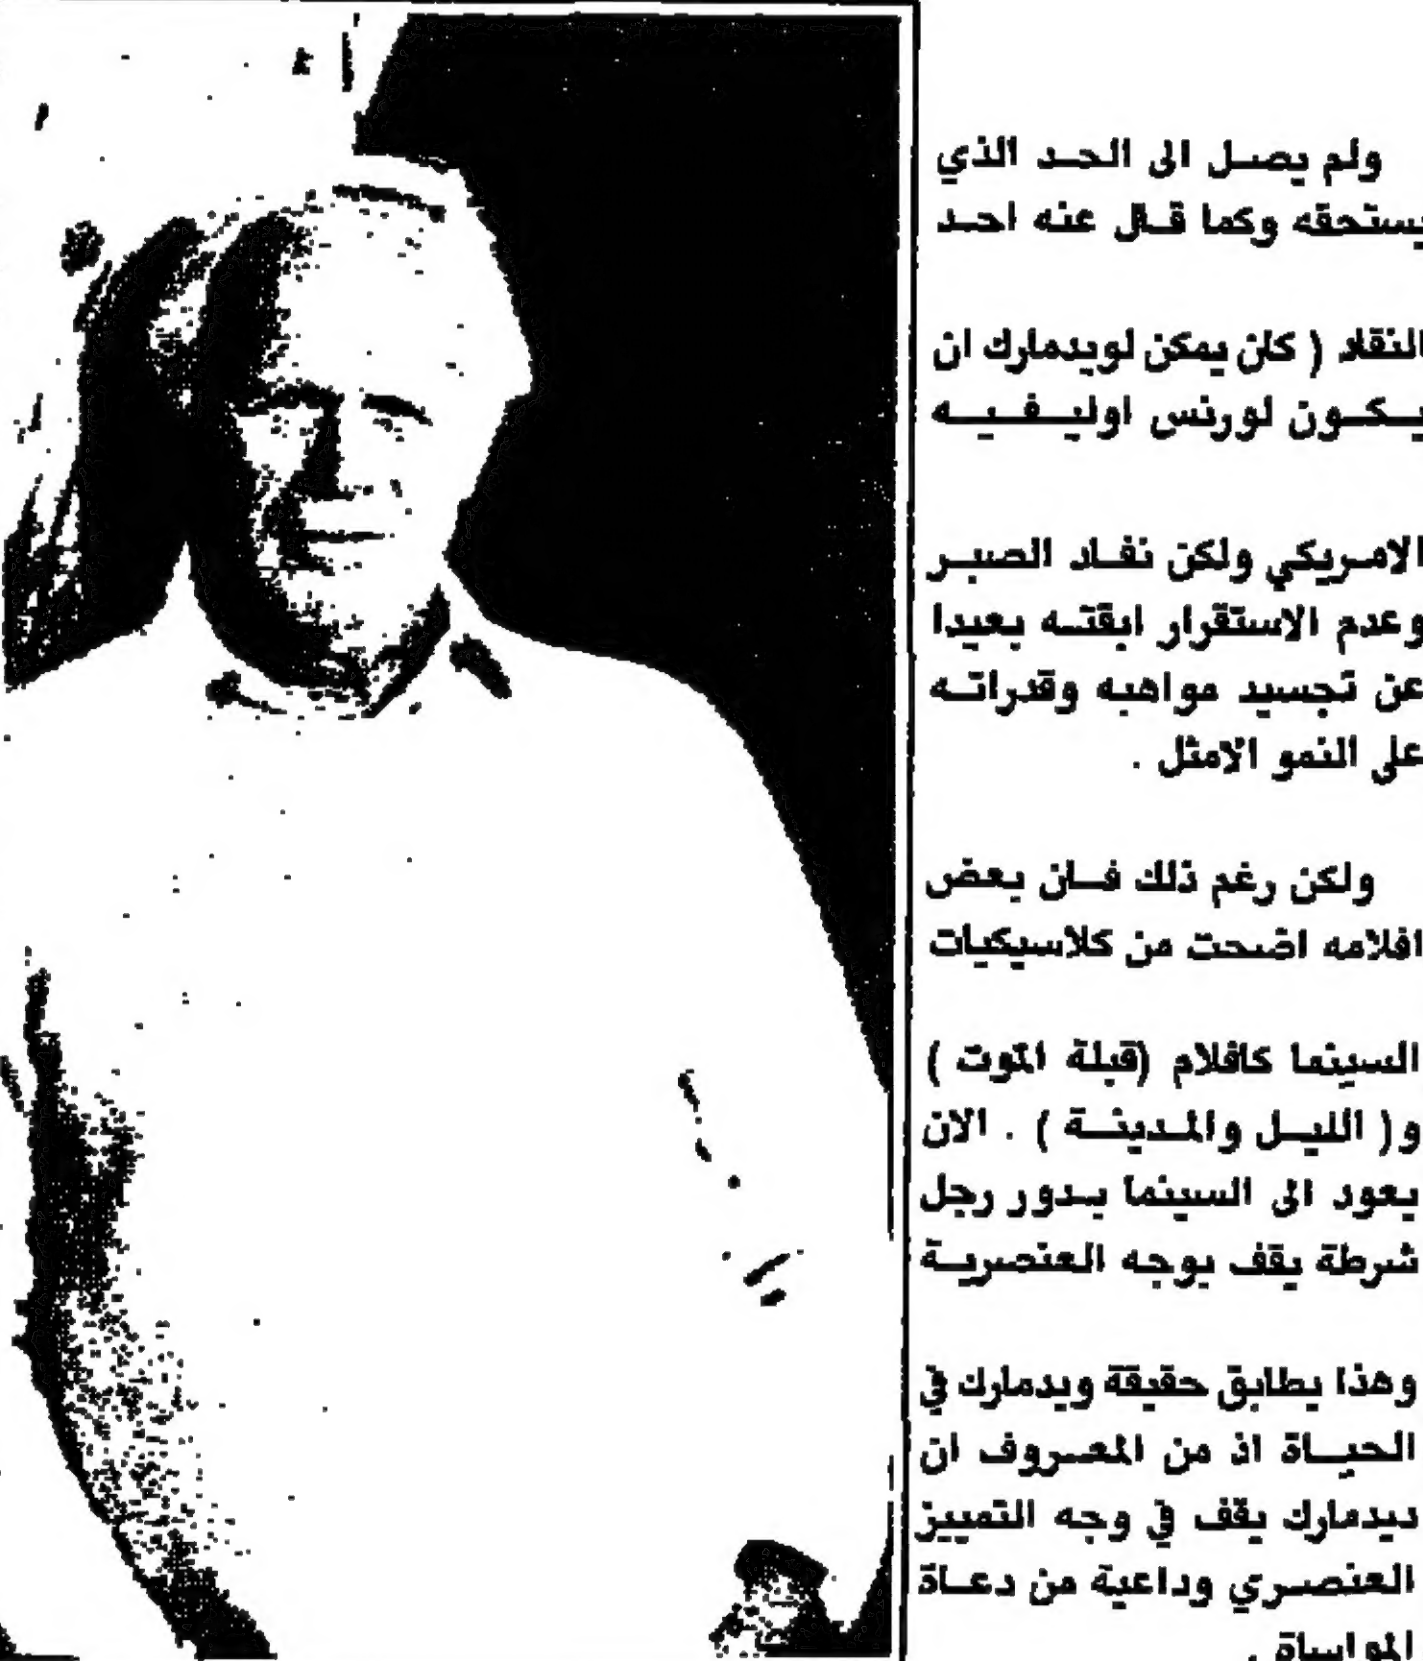 ولم يصل الى الحد الذي
يستحقه وكما قال عنه احد
النقاد ( كان يمكن لويدمارك ان
يكون لورنس اوليفيه
الامريكي ولكن نفاد الصبر
وعدم الاستقرار ابقته بعيدا
عن تجسيد مواهبه وقدراته
على النمو الامثل .
ولكن رغم ذلك فان بعض
افلامه اضحت من كلاسيكيات
السينما كافلام (قبلة الموت )
و( الليل والمدينة ) . الان
يعود الى السينما بدور رجل
شرطة يقف بوجه العنصرية
وهذا يطابق حقيقة ويدمارك في
الحياة اذ من المعروف ان
ديدمارك يقف في وجه التمييز
العنصري وداعية من دعاة
المواساة .